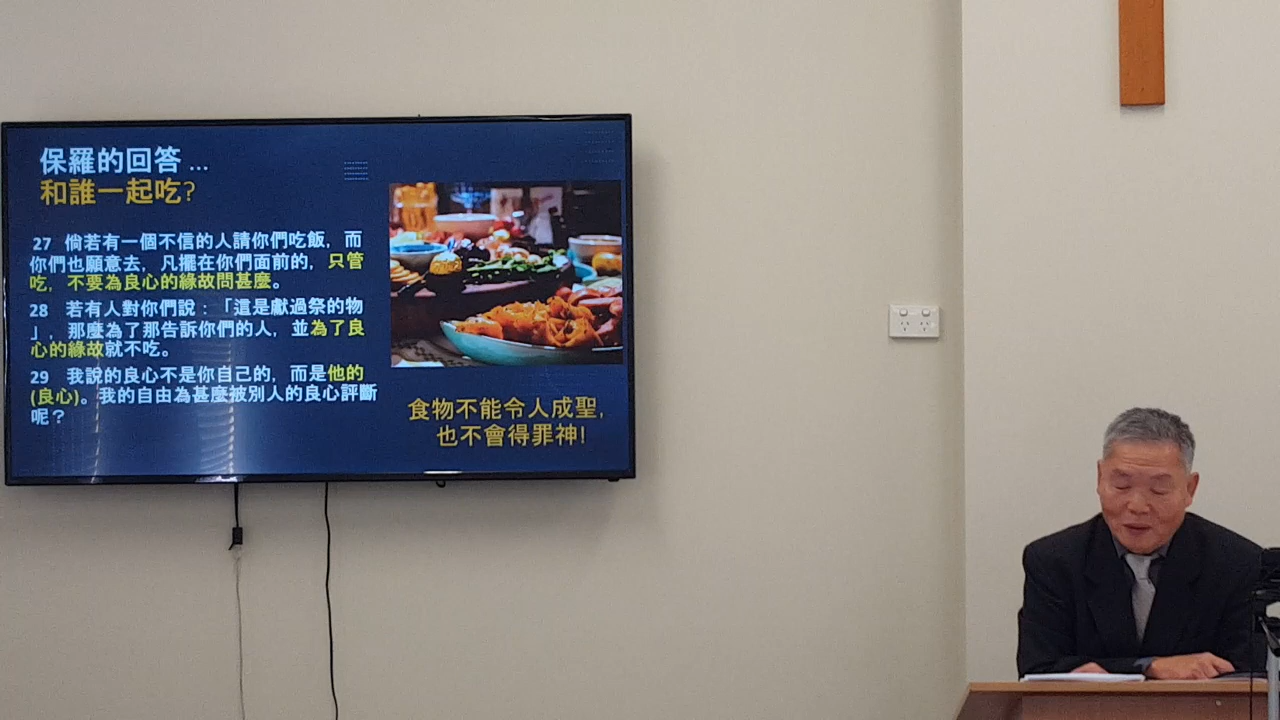 保羅的回答 ...
和誰一起吃?
27 倘若有一個不信的人請你們吃飯，而
你們也願意去，凡擺在你們面前的，只管
吃，不要為良心的緣故問甚麼。
28 若有人對你們說：「這是獻過祭的物
」，那麼為了那告訴你們的人，並為了良
心的緣故就不吃。
29 我說的良心不是你自己的，而是他的
(良心)。我的自由為甚麼被別人的良心評斷
呢？
食物不能令人成聖，
也不會得罪神!